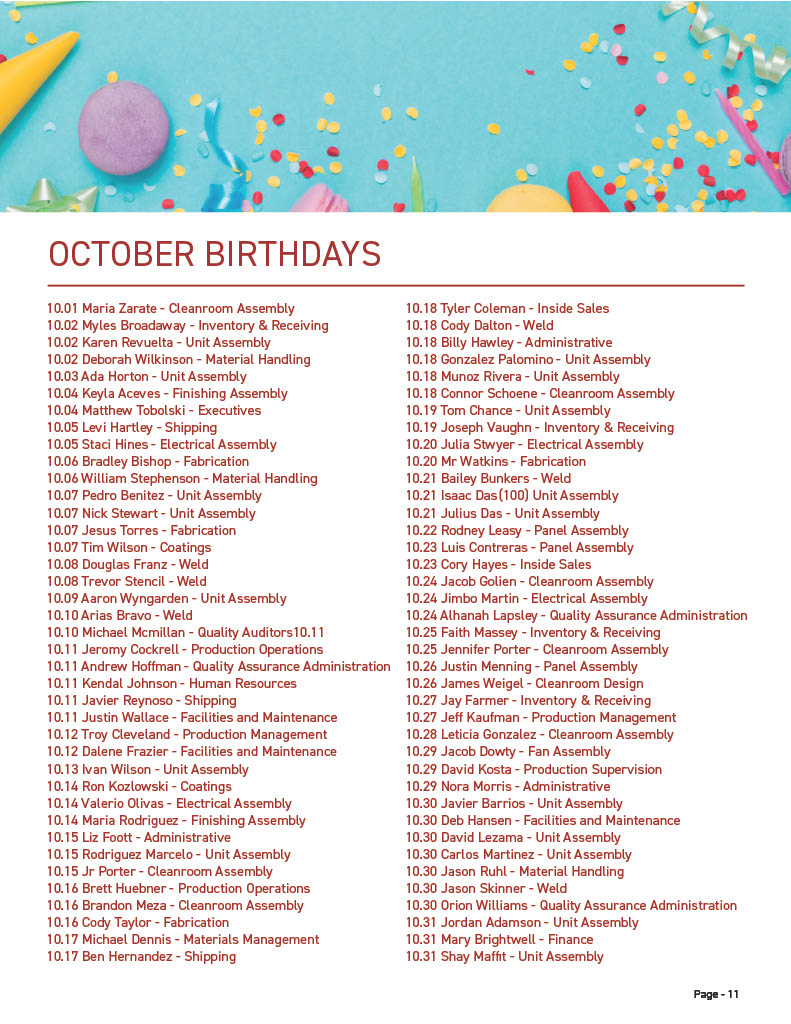 OCTOBER BIRTHDAYS
10.01 Maria Zarate - Cleanroom Assembly
10.02 Myles Broadaway - Inventory & Receiving
10.02 Karen Revuelta - Unit Assembly
10.02 Deborah Wilkinson - Material Handling
10.03 Ada Horton - Unit Assembly
10.04 Keyla Aceves - Finishing Assembly
10.04 Matthew Tobolski - Executives
10.05 Levi Hartley - Shipping
10.05 Staci Hines - Electrical Assembly
10.06 Bradley Bishop - Fabrication
10.06 William Stephenson - Material Handling
10.07 Pedro Benitez - Unit Assembly
10.07 Nick Stewart - Unit Assembly
10.07 Jesus Torres - Fabrication
10.07 Tim Wilson - Coatings
10.08 Douglas Franz - Weld
10.08 Trevor Stencil - Weld
10.09 Aaron Wyngarden - Unit Assembly
10.10 Arias Bravo - Weld
10.10 Michael Mcmillan - Quality Auditors10.11
10.11 Jeromy Cockrell - Production Operations
10.11 Andrew Hoffman - Quality Assurance Administration
10.11 Kendal Johnson - Human Resources
10.11 Javier Reynoso - Shipping
10.11 Justin Wallace - Facilities and Maintenance
10.12 Troy Cleveland - Production Management
10.12 Dalene Frazier - Facilities and Maintenance
10.13 Ivan Wilson - Unit Assembly
10.14 Ron Kozlowski - Coatings
10.14 Valerio Olivas - Electrical Assembly
10.14 Maria Rodriguez - Finishing Assembly
10.15 Liz Foott - Administrative
10.15 Rodriguez Marcelo - Unit Assembly
10.15 Jr Porter - Cleanroom Assembly
10.16 Brett Huebner - Production Operations
10.16 Brandon Meza - Cleanroom Assembly
10.16 Cody Taylor - Fabrication
10.17 Michael Dennis - Materials Management
10.17 Ben Hernandez - Shipping
10.18 Tyler Coleman - Inside Sales
10.18 Cody Dalton - Weld
10.18 Billy Hawley - Administrative
10.18 Gonzalez Palomino - Unit Assembly
10.18 Munoz Rivera - Unit Assembly
10.18 Connor Schoene - Cleanroom Assembly
10.19 Tom Chance - Unit Assembly
10.19 Joseph Vaughn - Inventory & Receiving
10.20 Julia Stwyer - Electrical Assembly
10.20 Mr Watkins - Fabrication
10.21 Bailey Bunkers - Weld
10.21 Isaac Das(100) Unit Assembly
10.21 Julius Das - Unit Assembly
10.22 Rodney Leasy - Panel Assembly
10.23 Luis Contreras - Panel Assembly
10.23 Cory Hayes - Inside Sales
10.24 Jacob Golien - Cleanroom Assembly
10.24 Jimbo Martin - Electrical Assembly
10.24 Alhanah Lapsley - Quality Assurance Administration
10.25 Faith Massey - Inventory & Receiving
10.25 Jennifer Porter - Cleanroom Assembly
10.26 Justin Menning - Panel Assembly
10.26 James Weigel - Cleanroom Design
10.27 Jay Farmer - Inventory & Receiving
10.27 Jeff Kaufman - Production Management
10.28 Leticia Gonzalez - Cleanroom Assembly
10.29 Jacob Dowty - Fan Assembly
10.29 David Kosta - Production Supervision
10.29 Nora Morris - Administrative
10.30 Javier Barrios - Unit Assembly
10.30 Deb Hansen - Facilities and Maintenance
10.30 David Lezama - Unit Assembly
10.30 Carlos Martinez - Unit Assembly
10.30 Jason Ruhl - Material Handling
10.30 Jason Skinner - Weld
10.30 Orion Williams - Quality Assurance Administration
10.31 Jordan Adamson - Unit Assembly
10.31 Mary Brightwell - Finance
10.31 Shay Maffit - Unit Assembly
Page - 11